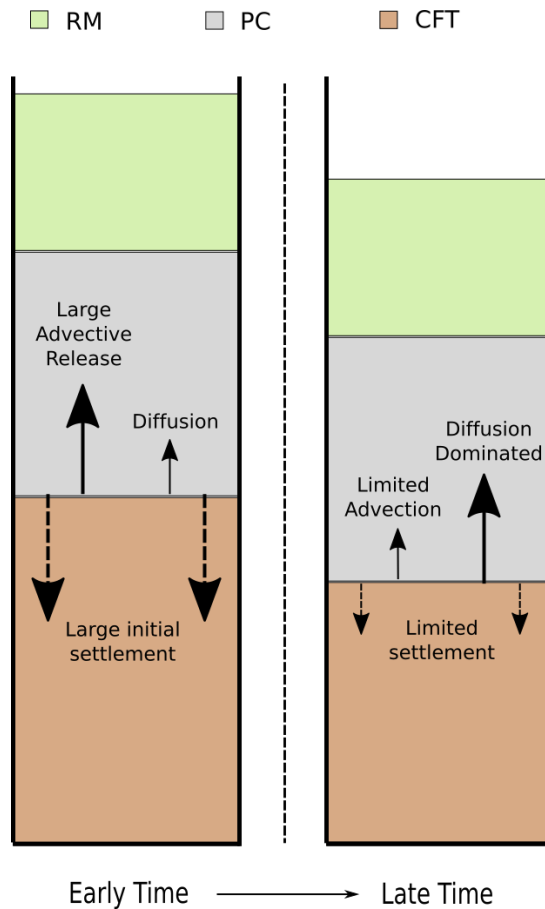 RM PC CFT
Large
Advective
Release
Diffusion
Large initial
settlement
Diffusion
Dominated
Limited
Advection
Limited
settlement
Early Time Late Time